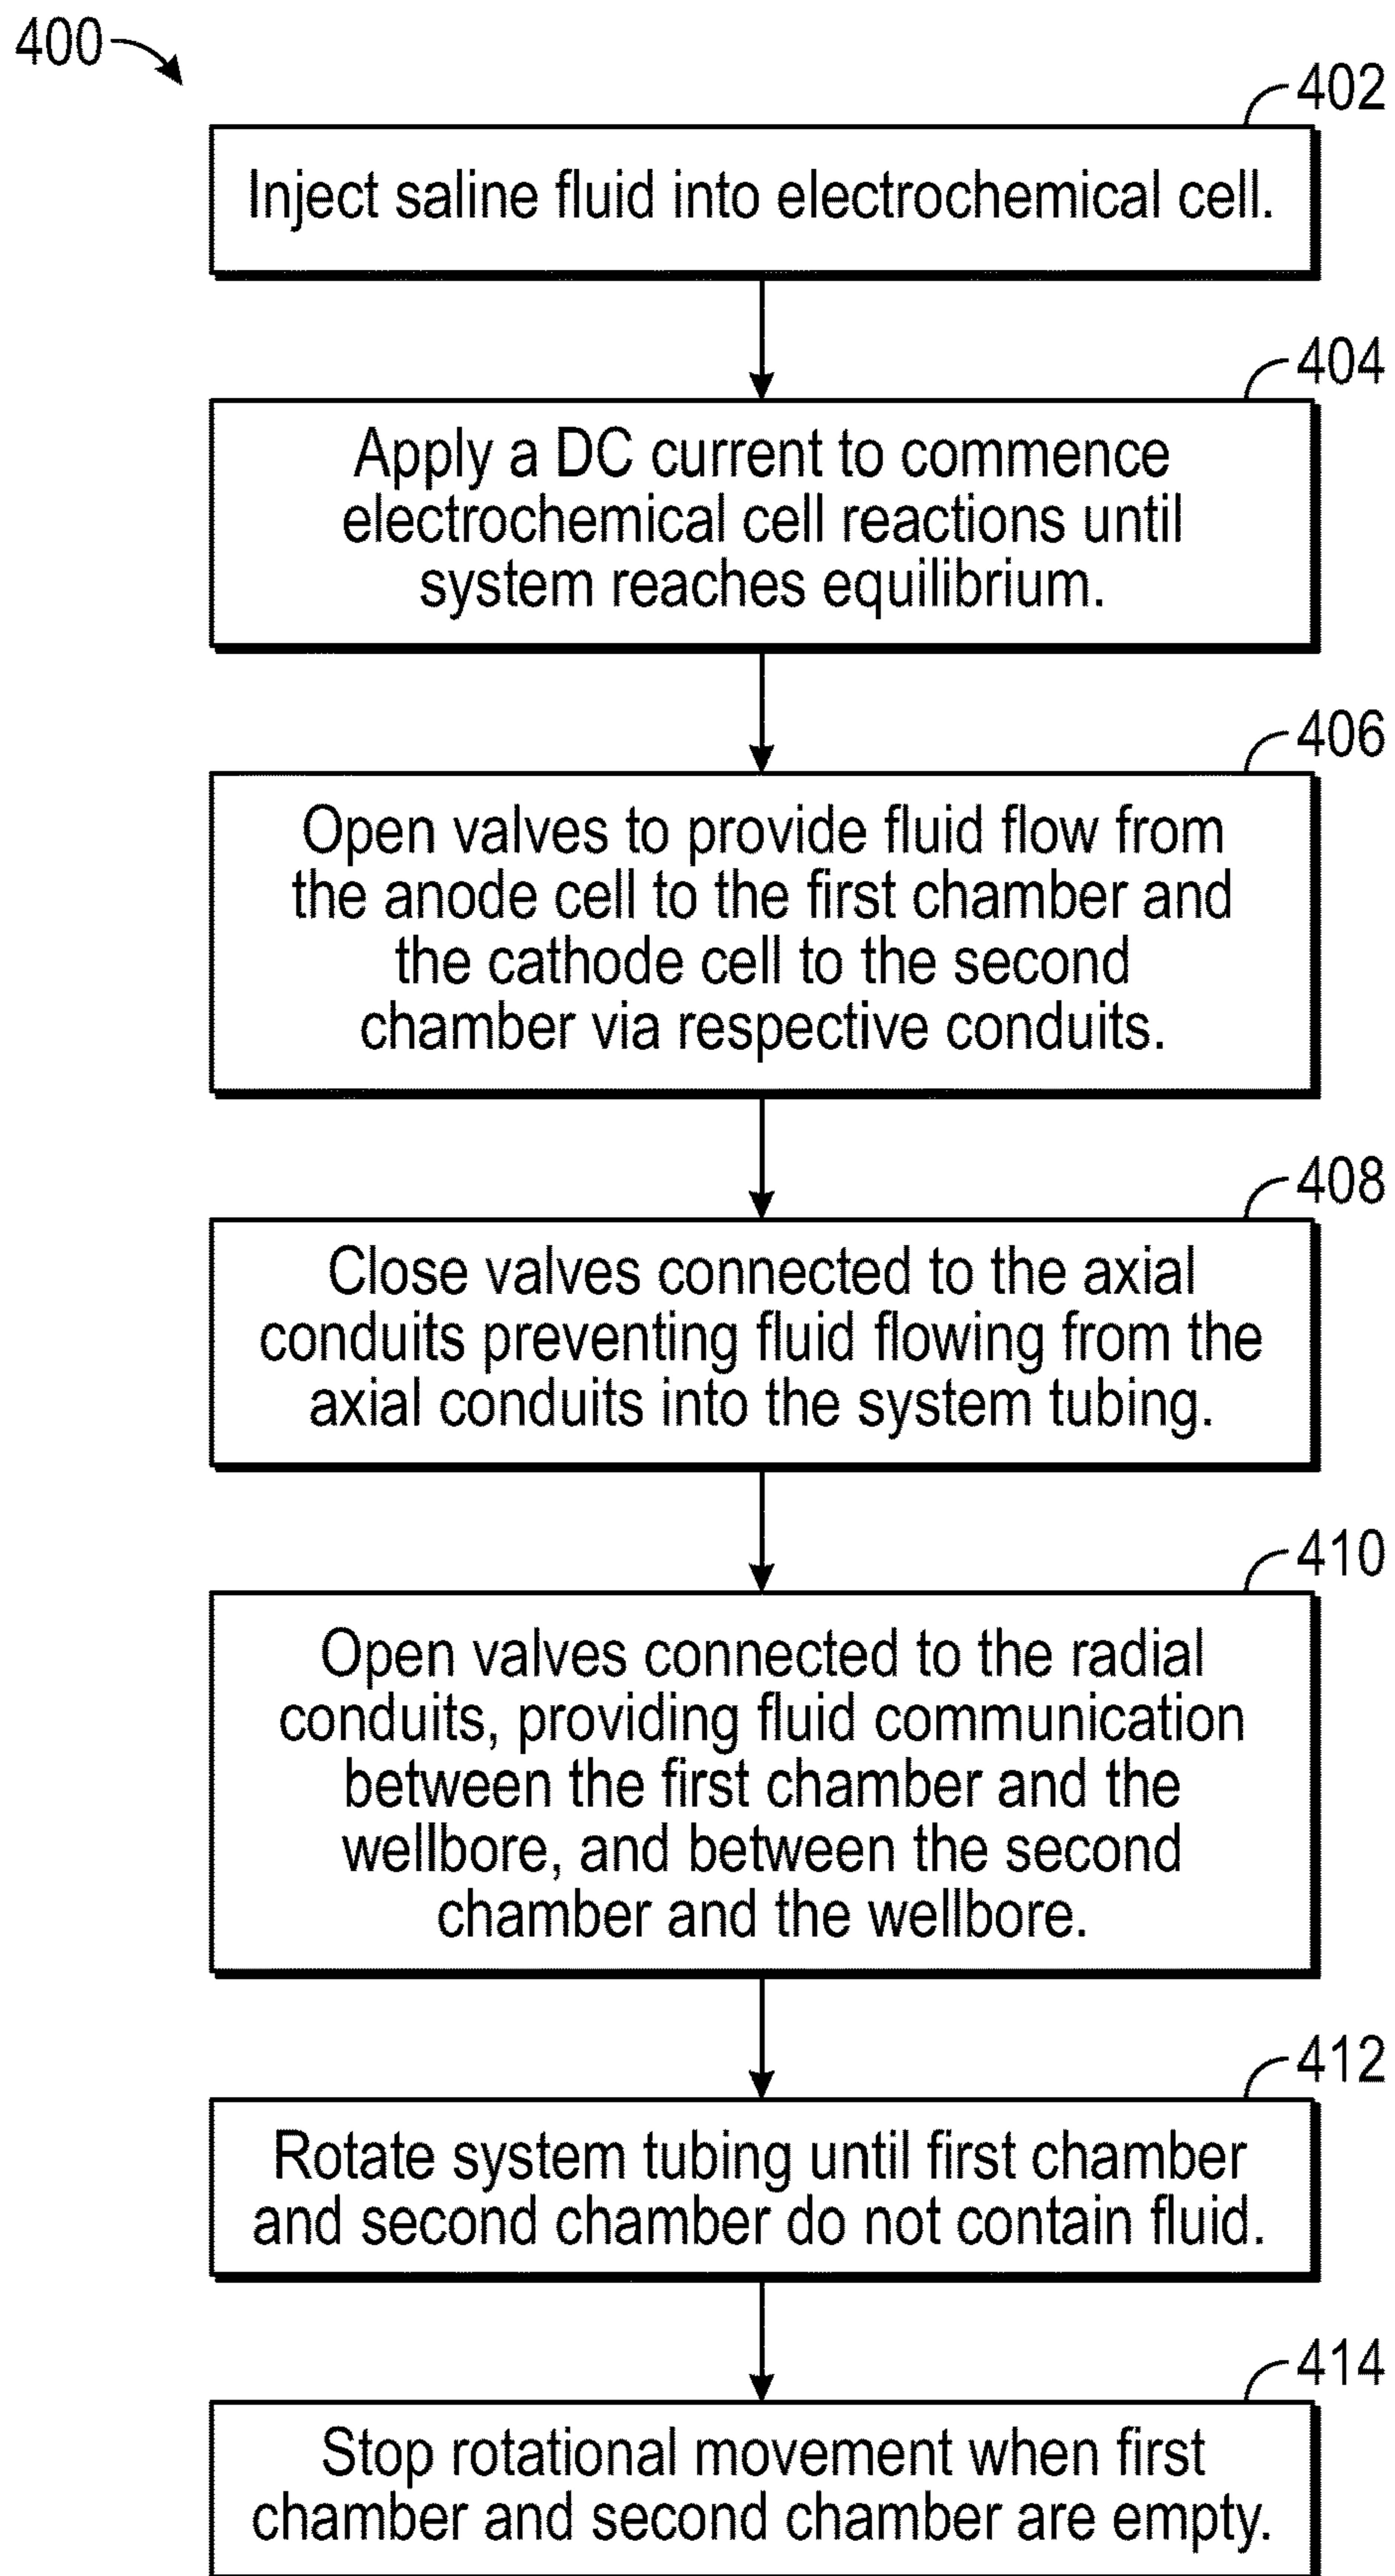 400
402
Inject saline fluid into electrochemical cell.
404
Apply a DC current to commence
electrochemical cell reactions until
system reaches equilibrium.
406
Open valves to provide fluid flow from
the anode cell to the first chamber and
the cathode cell to the second
chamber via respective conduits.
408
Close valves connected to the axial
conduits preventing fluid flowing from the
axial conduits into the system tubing.
410
Open valves connected to the radial
conduits, providing fluid communication
between the first chamber and the
wellbore, and between the second
chamber and the wellbore.
412
Rotate system tubing until first chamber
and second chamber do not contain fluid.
414
Stop rotational movement when first
chamber and second chamber are empty.